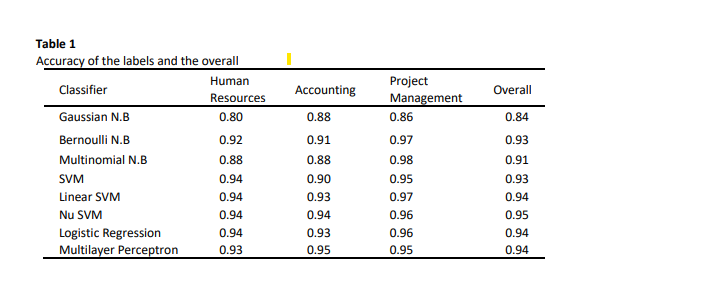 Table 1
Accuracy of the labels and the overall
Classifier Human Resources Accounting Project Management Overall
Gaussian N.B 0.80 0.88 0.86 0.84
Bernoulli N.B 0.92 0.91 0.97 0.93
Multinomial N.B 0.88 0.88 0.98 0.91
SVM 0.94 0.90 0.95 0.93
Linear SVM 0.94 0.93 0.97 0.94
Nu SVM 0.94 0.94 0.96 0.95
Logistic Regression 0.94 0.93 0.96 0.94
Multilayer Perceptron 0.93 0.95 0.95 0.94